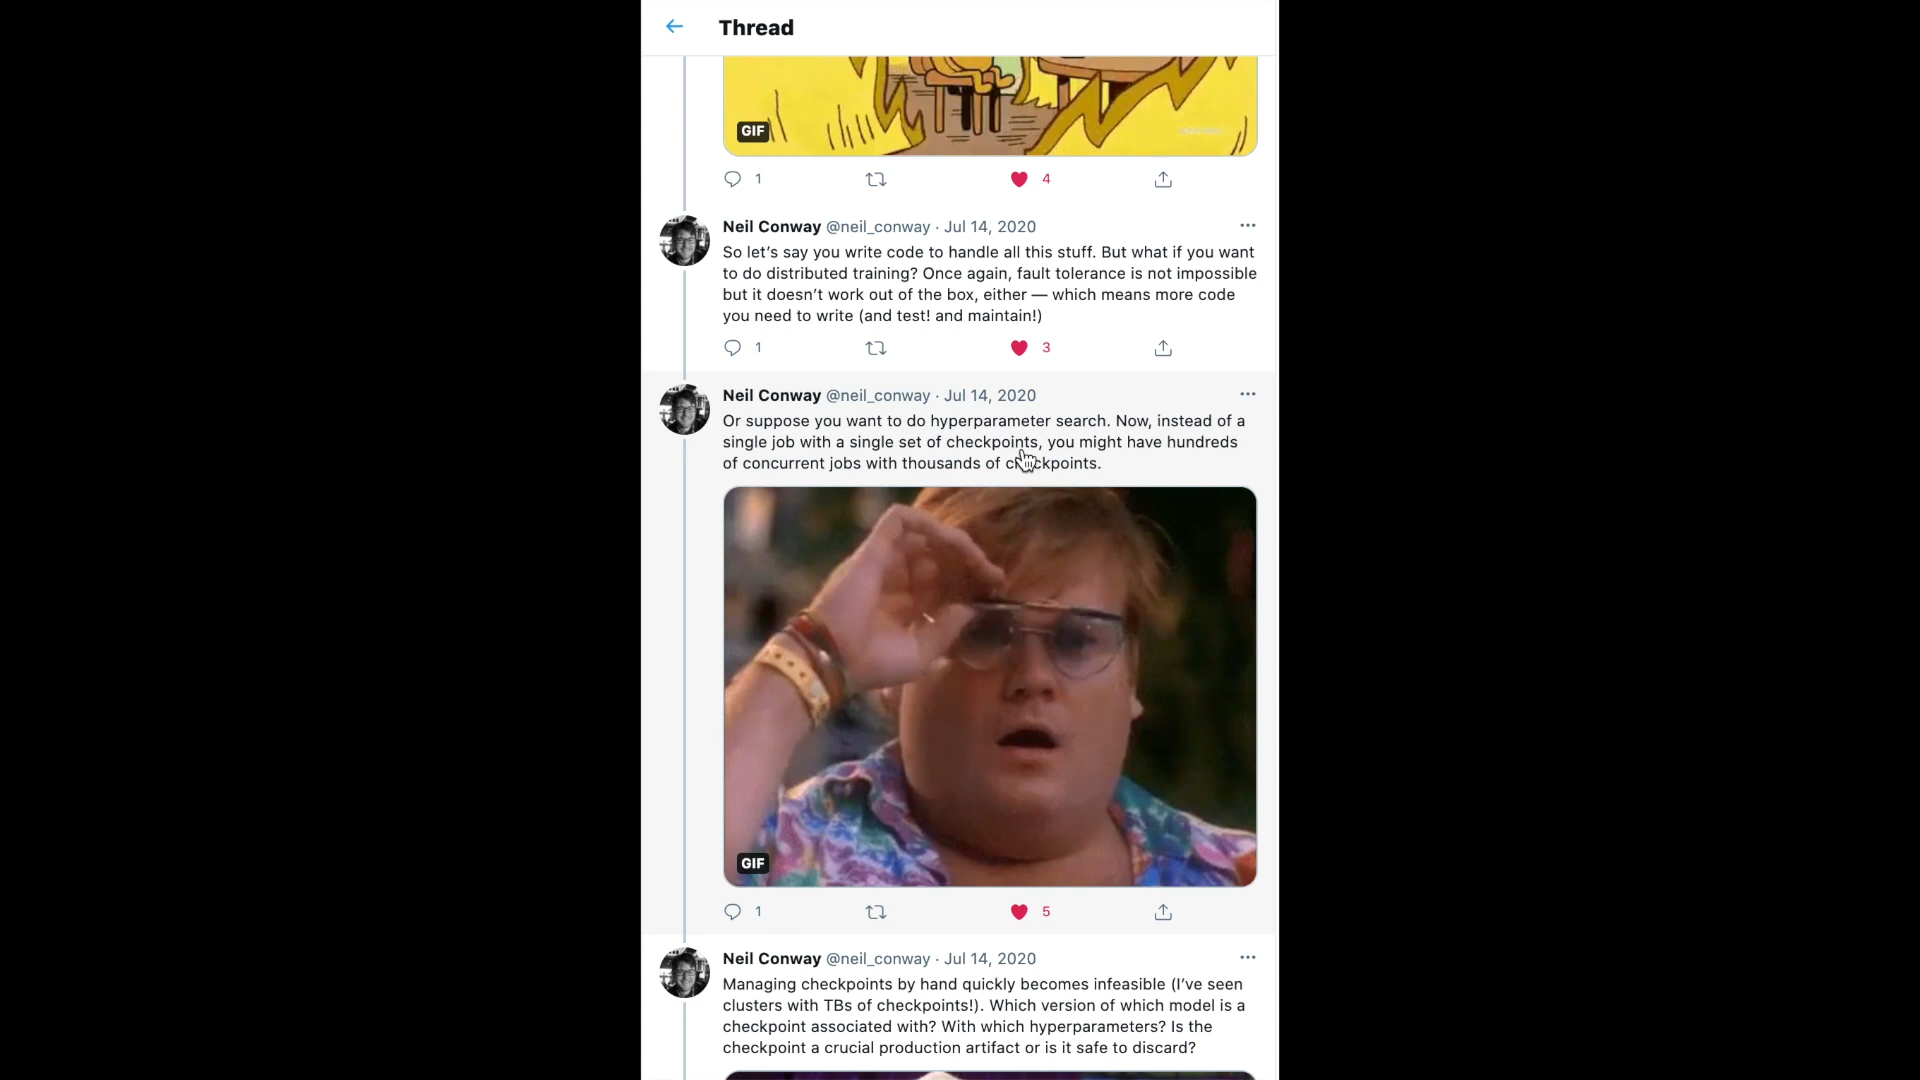 Thread
GIF
1
4
Neil Conway @neil_conway · Jul 14, 2020
So let’s say you write code to handle all this stuff. But what if you want
to do distributed training? Once again, fault tolerance is not impossible
but it doesn’t work out of the box, either — which means more code
you need to write (and test! and maintain!)
1
3
Neil Conway @neil_conway · Jul 14, 2020
Or suppose you want to do hyperparameter search. Now, instead of a
single job with a single set of checkpoints, you might have hundreds
of concurrent jobs with thousands of checkpoints.
GIF
1
5
Neil Conway @neil_conway · Jul 14, 2020
Managing checkpoints by hand quickly becomes infeasible (I’ve seen
clusters with TBs of checkpoints!). Which version of which model is a
checkpoint associated with? With which hyperparameters? Is the
checkpoint a crucial production artifact or is it safe to discard?